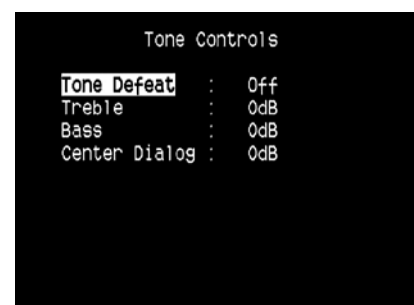 Tone Controls
Tone Defeat : Off
Treble : 0dB
Bass : 0dB
Center Dialog : 0dB